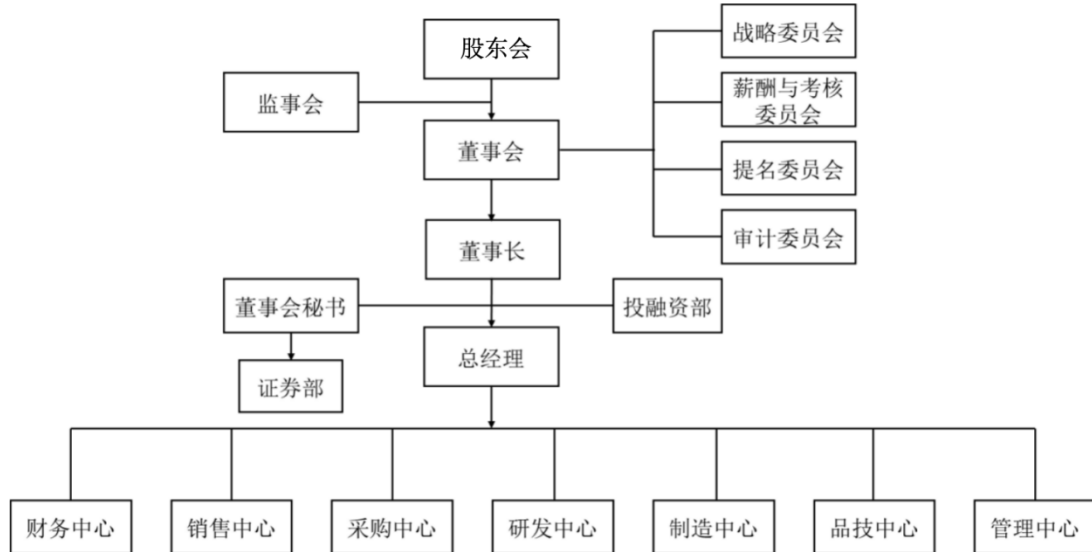 股东会
战略委员会
监事会
薪酬与考核
委员会
董事会
提名委员会
董事长
审计委员会
董事会秘书
投融资部
总经理
证券部
财务中心
销售中心
采购中心
研发中心
制造中心
品技中心
管理中心